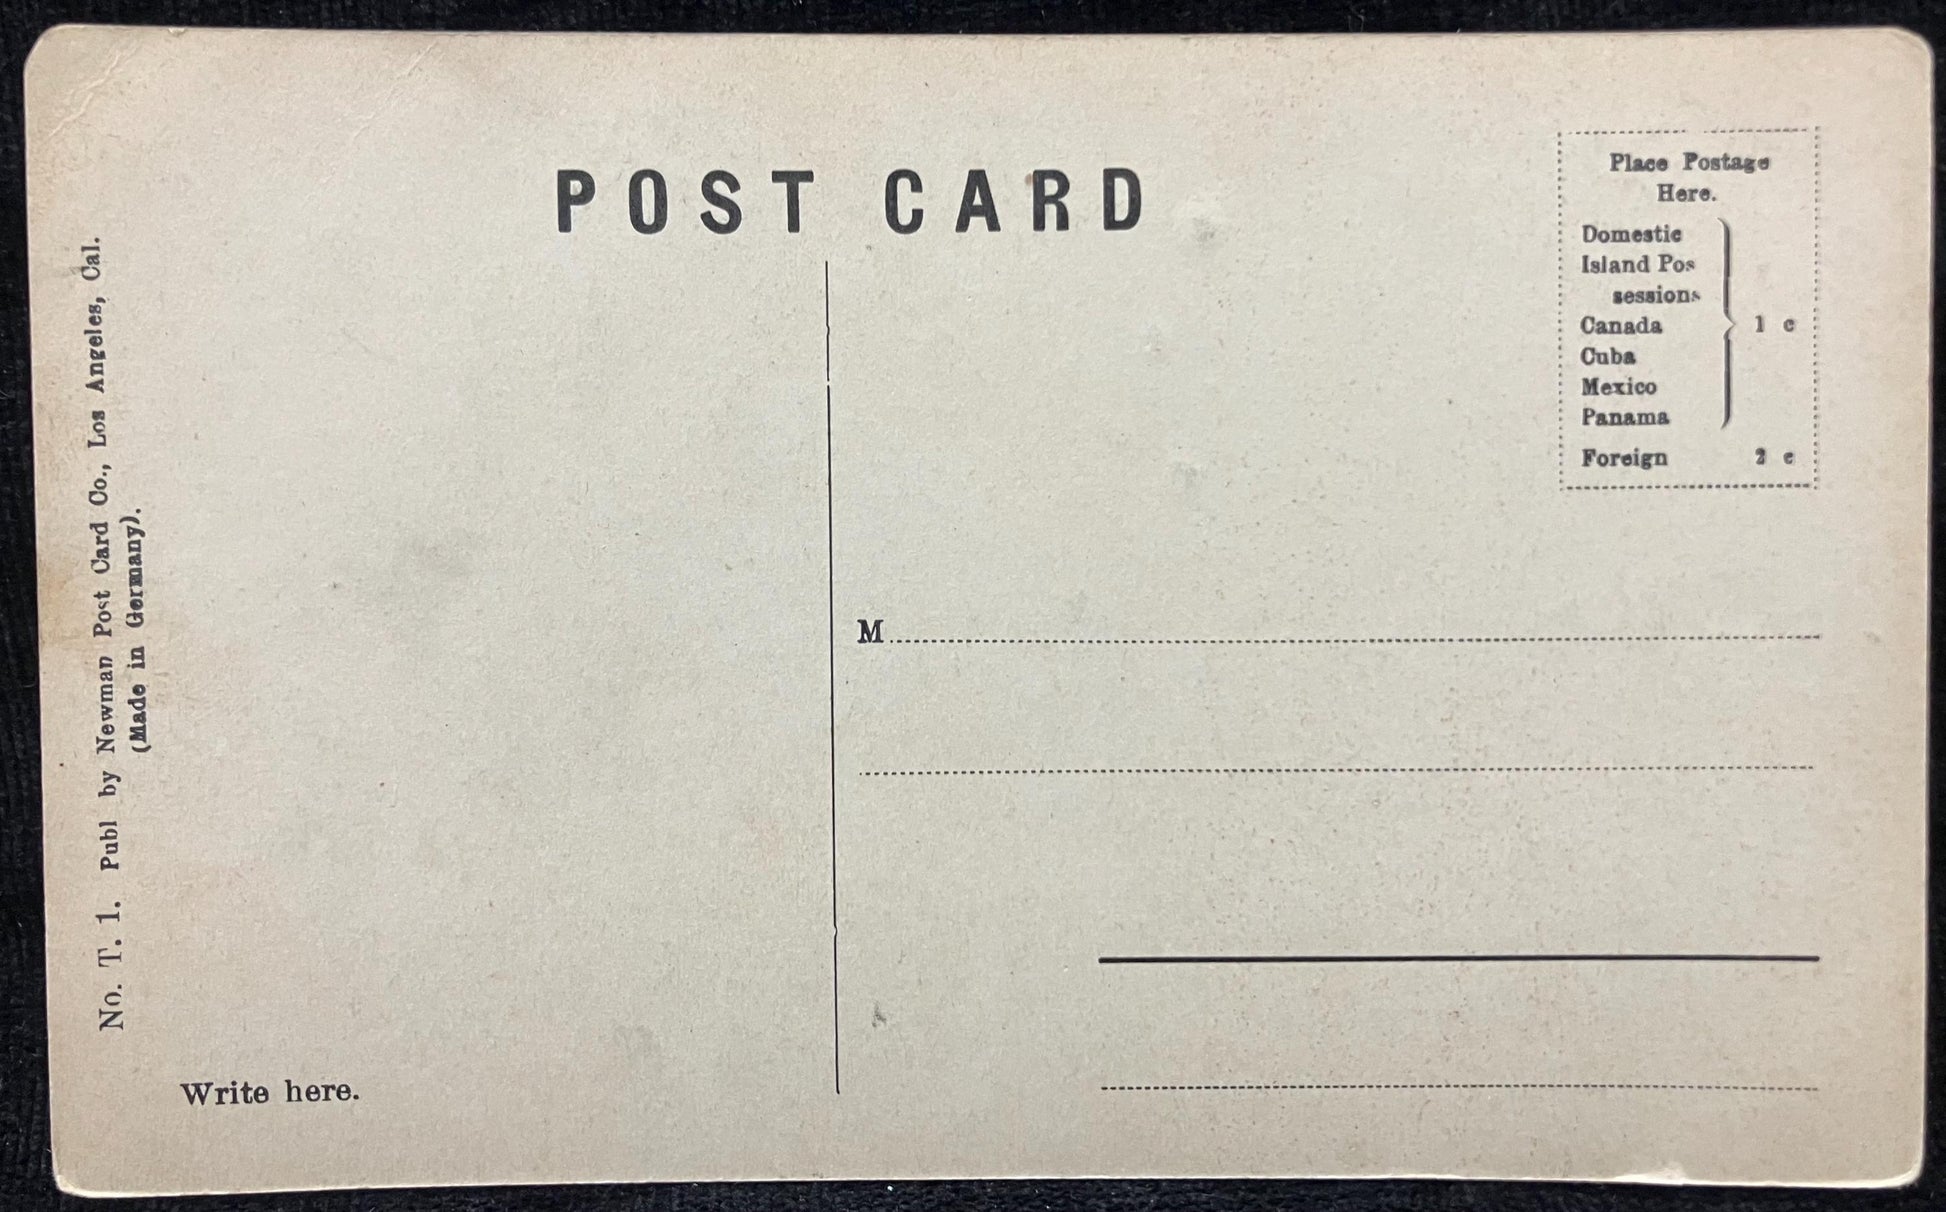 POST CARD
Place Postage
Here.
Domestic
Island Pos
sessions
Canada
Cuba
Mexico
Panama
1 c
Foreign 2 c
No. T. 1. Publ by Newman Post Card Co., Los Angeles, Cal.
(Made in Germany).
M
Write here.